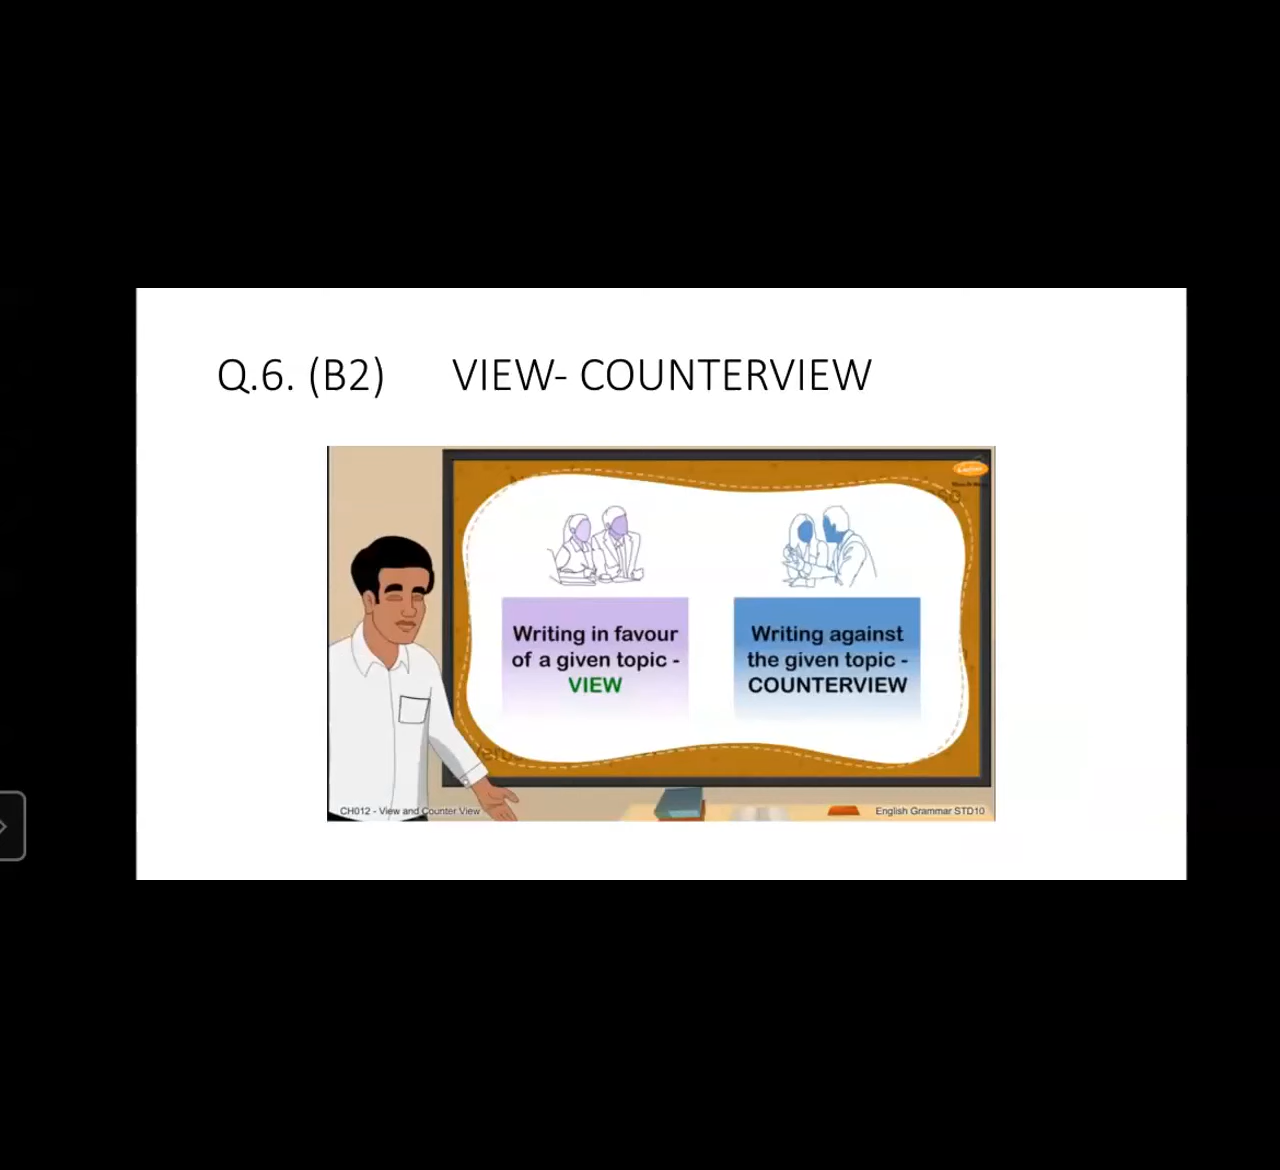 Q.6. (B2) VIEW- COUNTERVIEW
Writing in favour
of a given topic -
VIEW
Writing against
the given topic -
COUNTERVIEW
CH012 - View and Counter View
English Grammar STD10